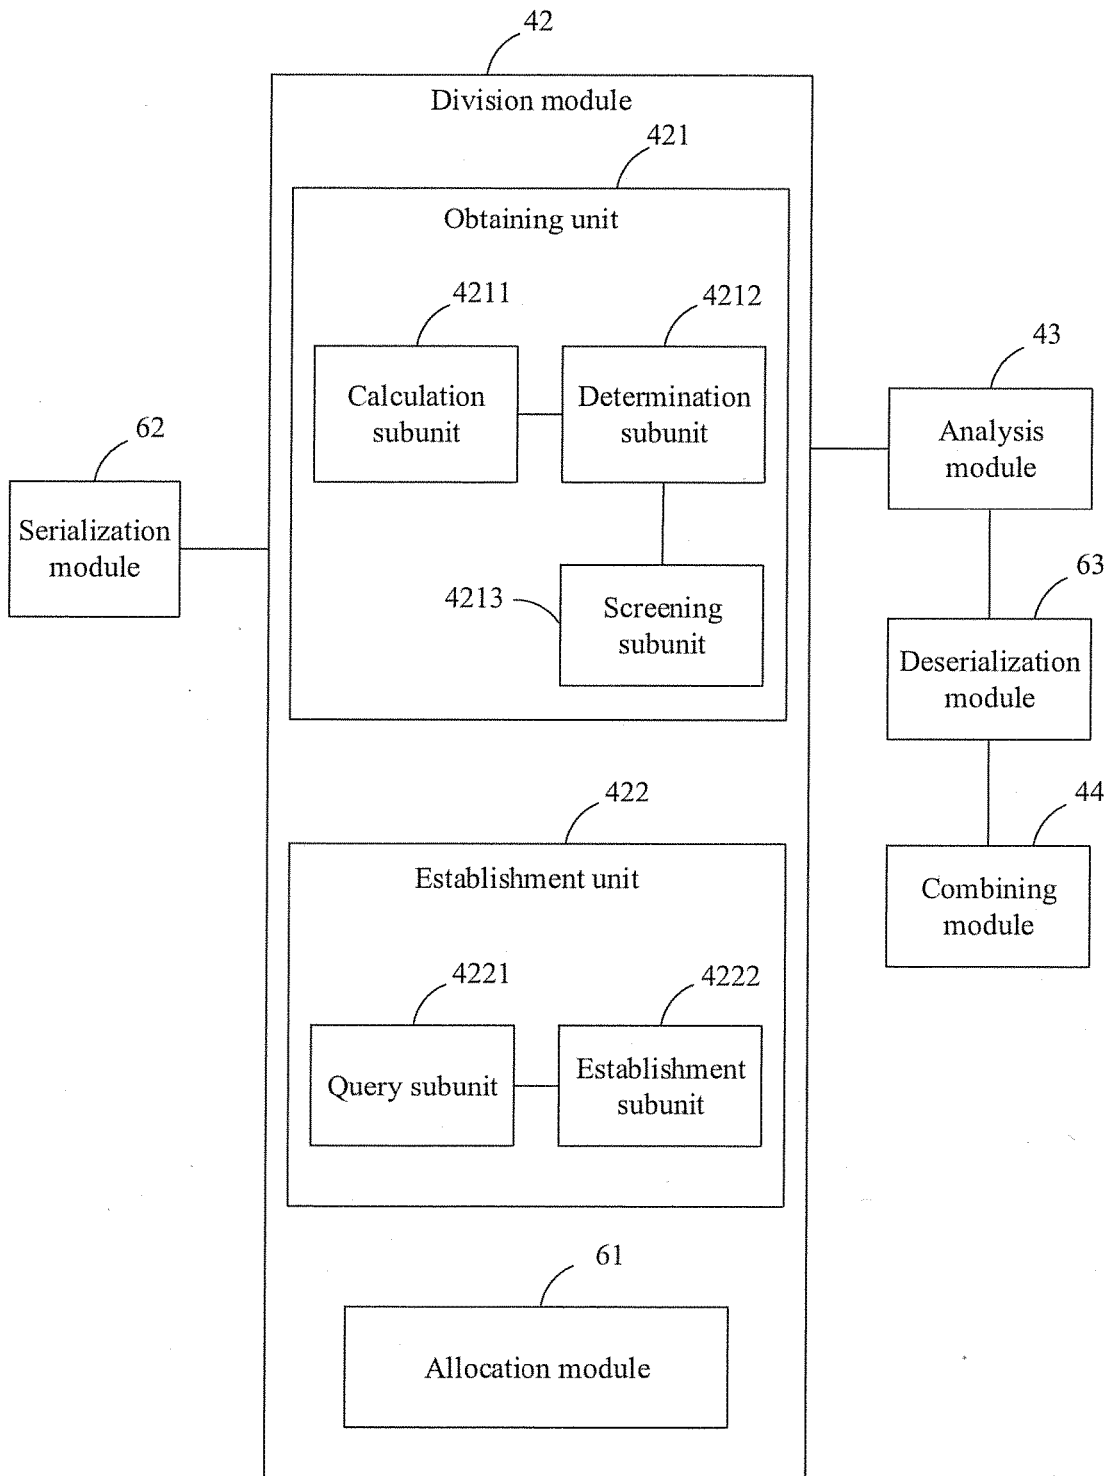 42
Division module
421
Obtaining unit
4211
4212
Calculation
subunit
Determination
subunit
43
Analysis
module
62
Serialization
module
4213
Screening
subunit
63
Deserialization
module
422
Establishment unit
44
Combining
module
4221
4222
Query subunit
Establishment
subunit
61
Allocation module